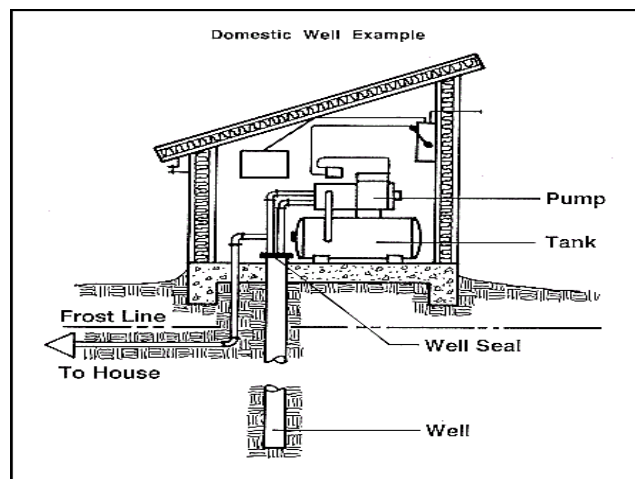 Domestic Well Example
Pump
Tank
Frost Line
Well Seal
To House
Well